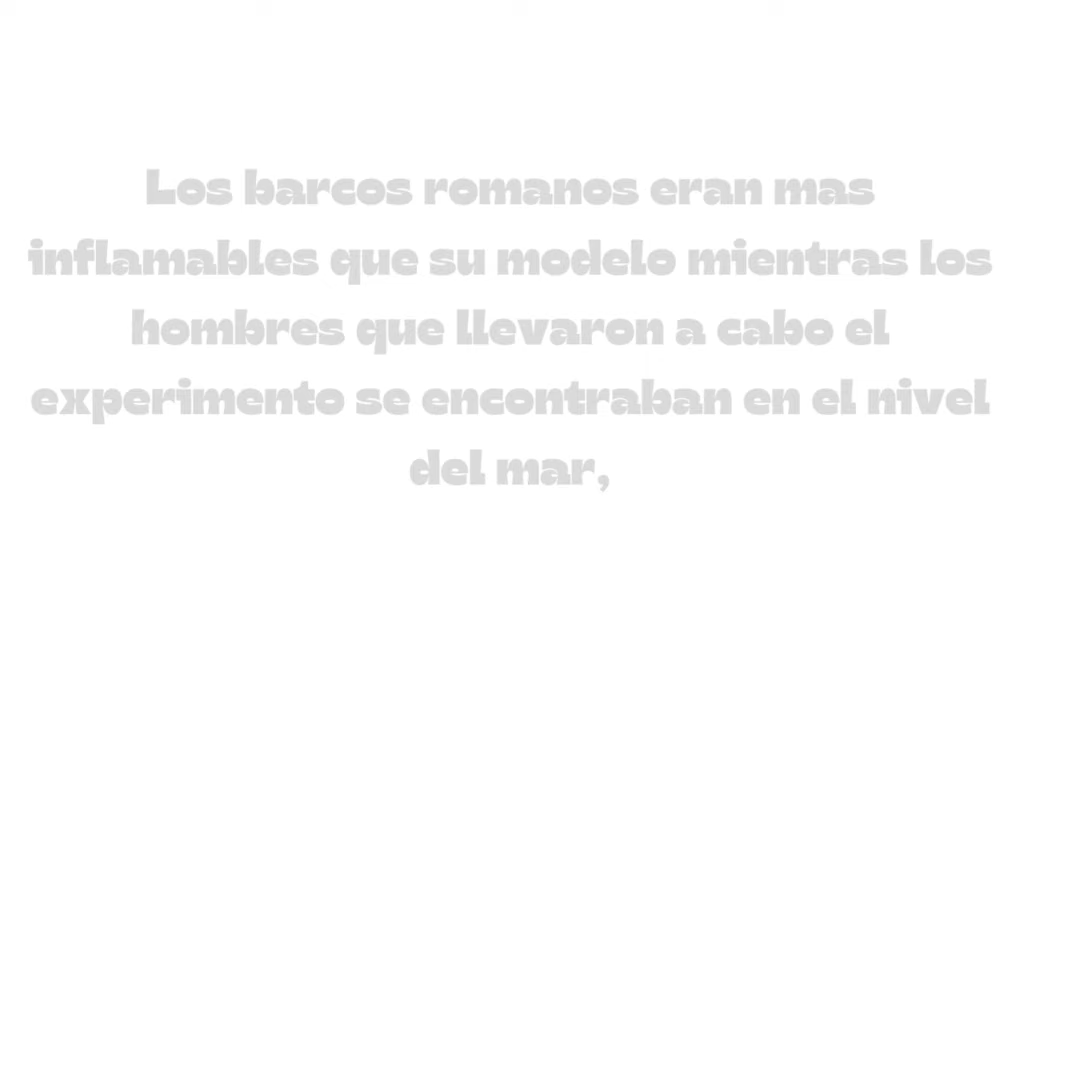 Los barcos romanos eran mas
inflamables que su modelo mientras los
hombres que llevaron a cabo el
experimento se encontraban en el nivel
del mar,